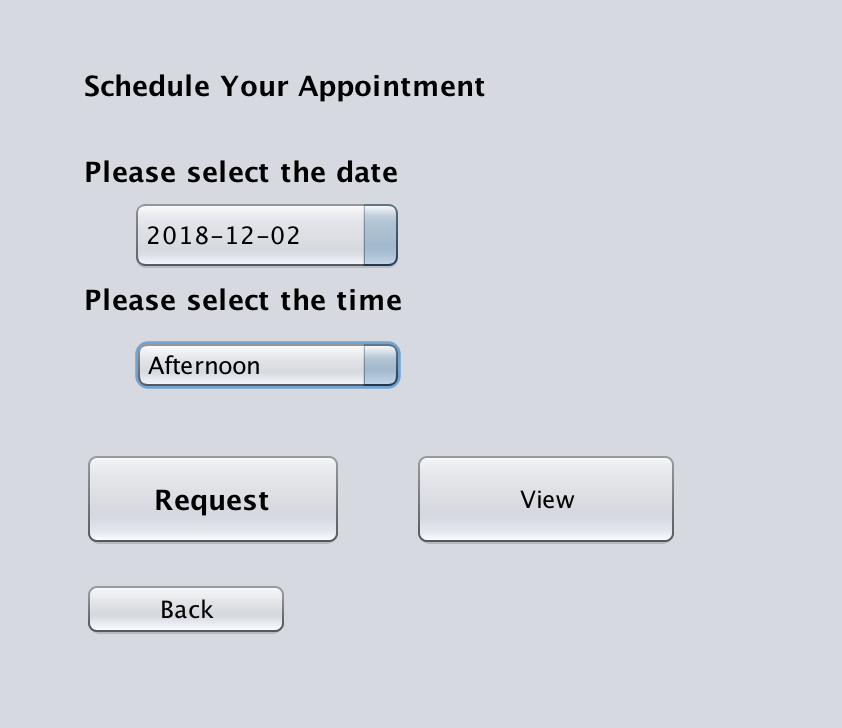 Schedule Your Appointment
Please select the date
2018-12-02
Please select the time
Afternoon
Request
View
Back